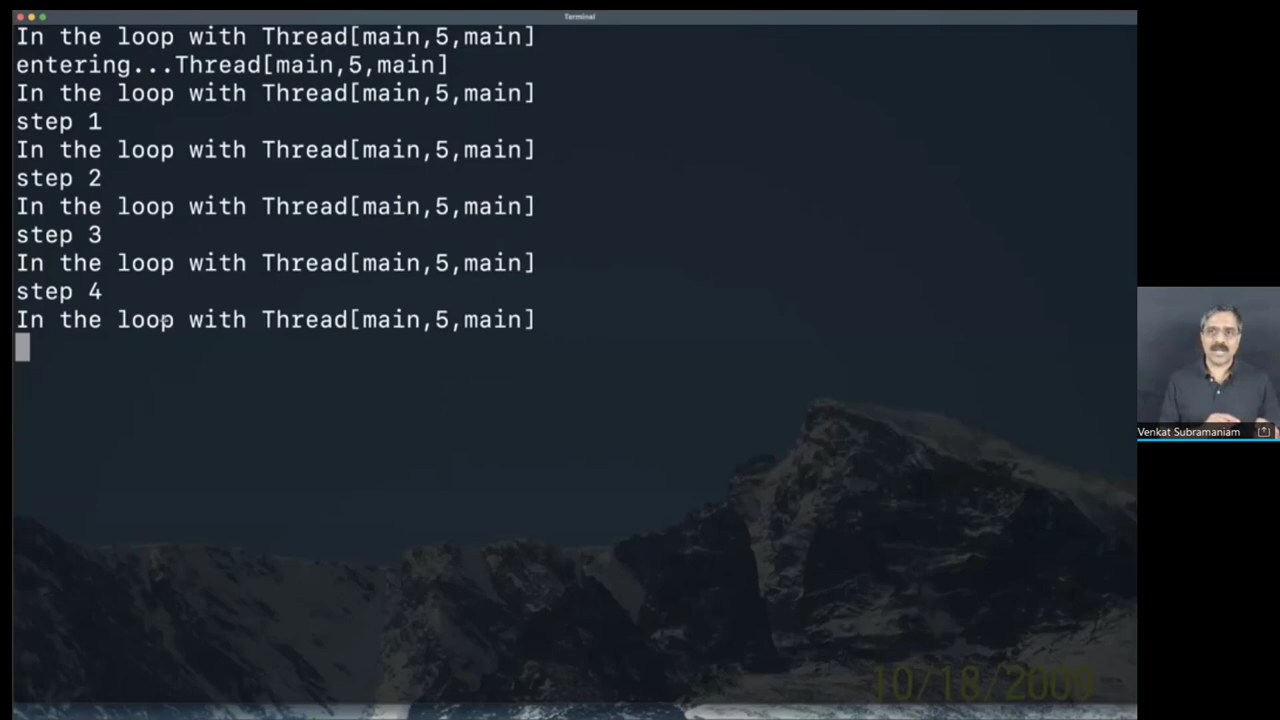 Terminal
In the loop with Thread[main,5,main]
entering...Thread[main,5,main]
In the loop with Thread[main,5,main]
step 1
In the loop with Thread[main,5,main]
step 2
In the loop with Thread[main,5,main]
step 3
In the loop with Thread[main,5,main]
step 4
In the loop with Thread[main,5,main]
Venkat Subramaniam
10/18/2009